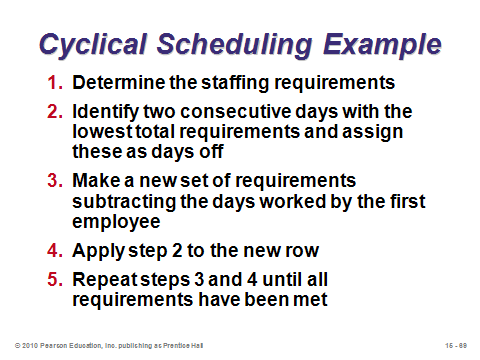 Cyclical Scheduling Example
1. Determine the staffing requirements
2. Identify two consecutive days with the
lowest total requirements and assign
these as days off
3. Make a new set of requirements
subtracting the days worked by the first
employee
4. Apply step 2 to the new row
5. Repeat steps 3 and 4 until all
requirements have been met
© 2010 Pearson Education, Inc. publishing as Prentice Hall
15 - 69